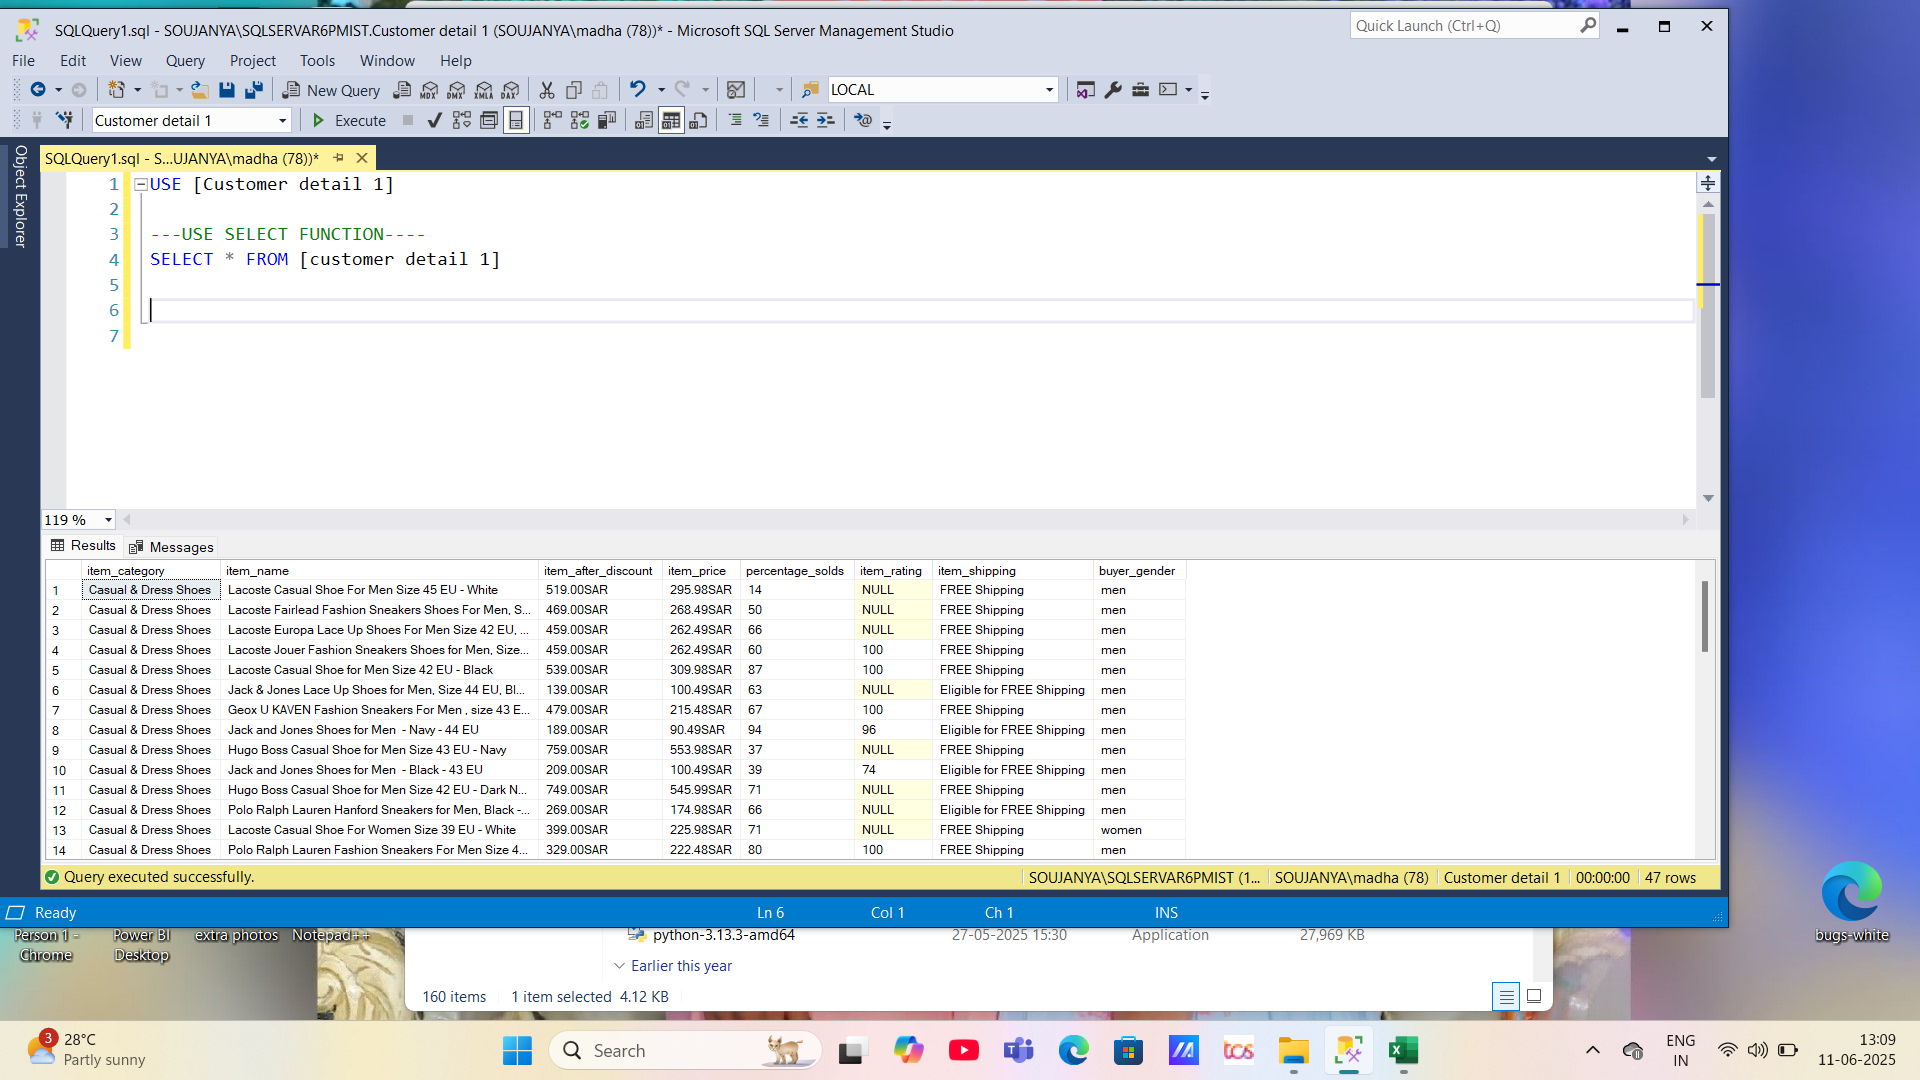 SQLQuery1.sql - SOUJANYA\SQLSERVAR6PMIST.Customer detail 1 (SOUJANYA\madha (78))* - Microsoft SQL Server Management Studio
Quick Launch (Ctrl+Q)
File Edit View Query Project Tools Window Help
New Query MDX DMX XMLA DAX LOCAL
Customer detail 1 Execute
Object Explorer
SQLQuery1.sql - S...UJANYA\madha (78))*
1 USE [Customer detail 1]
2
3 ---USE SELECT FUNCTION----
4 SELECT * FROM [customer detail 1]
5
6
7
119 %
Results Messages
item_category item_name item_after_discount item_price percentage_solds item_rating item_shipping buyer_gender
1 Casual & Dress Shoes Lacoste Casual Shoe For Men Size 45 EU - White 519.00SAR 295.98SAR 14 NULL FREE Shipping men
2 Casual & Dress Shoes Lacoste Fairlead Fashion Sneakers Shoes For Men, S... 469.00SAR 268.49SAR 50 NULL FREE Shipping men
3 Casual & Dress Shoes Lacoste Europa Lace Up Shoes For Men Size 42 EU, ... 459.00SAR 262.49SAR 66 NULL FREE Shipping men
4 Casual & Dress Shoes Lacoste Jouer Fashion Sneakers Shoes for Men, Size... 459.00SAR 262.49SAR 60 100 FREE Shipping men
5 Casual & Dress Shoes Lacoste Casual Shoe for Men Size 42 EU - Black 539.00SAR 309.98SAR 87 100 FREE Shipping men
6 Casual & Dress Shoes Jack & Jones Lace Up Shoes for Men, Size 44 EU, Bl... 139.00SAR 100.49SAR 63 NULL Eligible for FREE Shipping men
7 Casual & Dress Shoes Geox U KAVEN Fashion Sneakers For Men , size 43 E... 479.00SAR 215.48SAR 67 100 FREE Shipping men
8 Casual & Dress Shoes Jack and Jones Shoes for Men - Navy - 44 EU 189.00SAR 90.49SAR 94 96 Eligible for FREE Shipping men
9 Casual & Dress Shoes Hugo Boss Casual Shoe for Men Size 43 EU - Navy 759.00SAR 553.98SAR 37 NULL FREE Shipping men
10 Casual & Dress Shoes Jack and Jones Shoes for Men - Black - 43 EU 209.00SAR 100.49SAR 39 74 Eligible for FREE Shipping men
11 Casual & Dress Shoes Hugo Boss Casual Shoe for Men Size 42 EU - Dark N... 749.00SAR 545.99SAR 71 NULL FREE Shipping men
12 Casual & Dress Shoes Polo Ralph Lauren Hanford Sneakers for Men, Black -... 269.00SAR 174.98SAR 66 NULL Eligible for FREE Shipping men
13 Casual & Dress Shoes Lacoste Casual Shoe For Women Size 39 EU - White 399.00SAR 225.98SAR 71 NULL FREE Shipping women
14 Casual & Dress Shoes Polo Ralph Lauren Fashion Sneakers For Men Size 4... 329.00SAR 222.48SAR 80 100 FREE Shipping men
Query executed successfully. SOUJANYA\SQLSERVAR6PMIST (1... SOUJANYA\madha (78) Customer detail 1 00:00:00 47 rows
Ready Ln 6 Col 1 Ch 1 INS
Person 1 - Chrome
Power BI Desktop
extra photos
Notepad++
python-3.13.3-amd64 27-05-2025 15:30 Application 27,969 KB
Earlier this year
160 items 1 item selected 4.12 KB
bugs-white
3
28°C
Partly sunny
Search
tcs
ENG
IN
13:09
11-06-2025